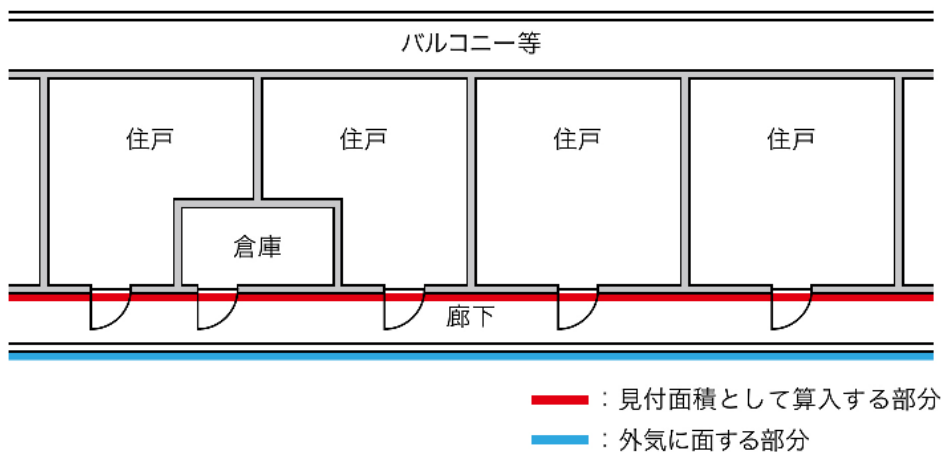 バルコニー等
住戸
住戸
住戸
住戸
倉庫
廊下
：見付面積として算入する部分
：外気に面する部分